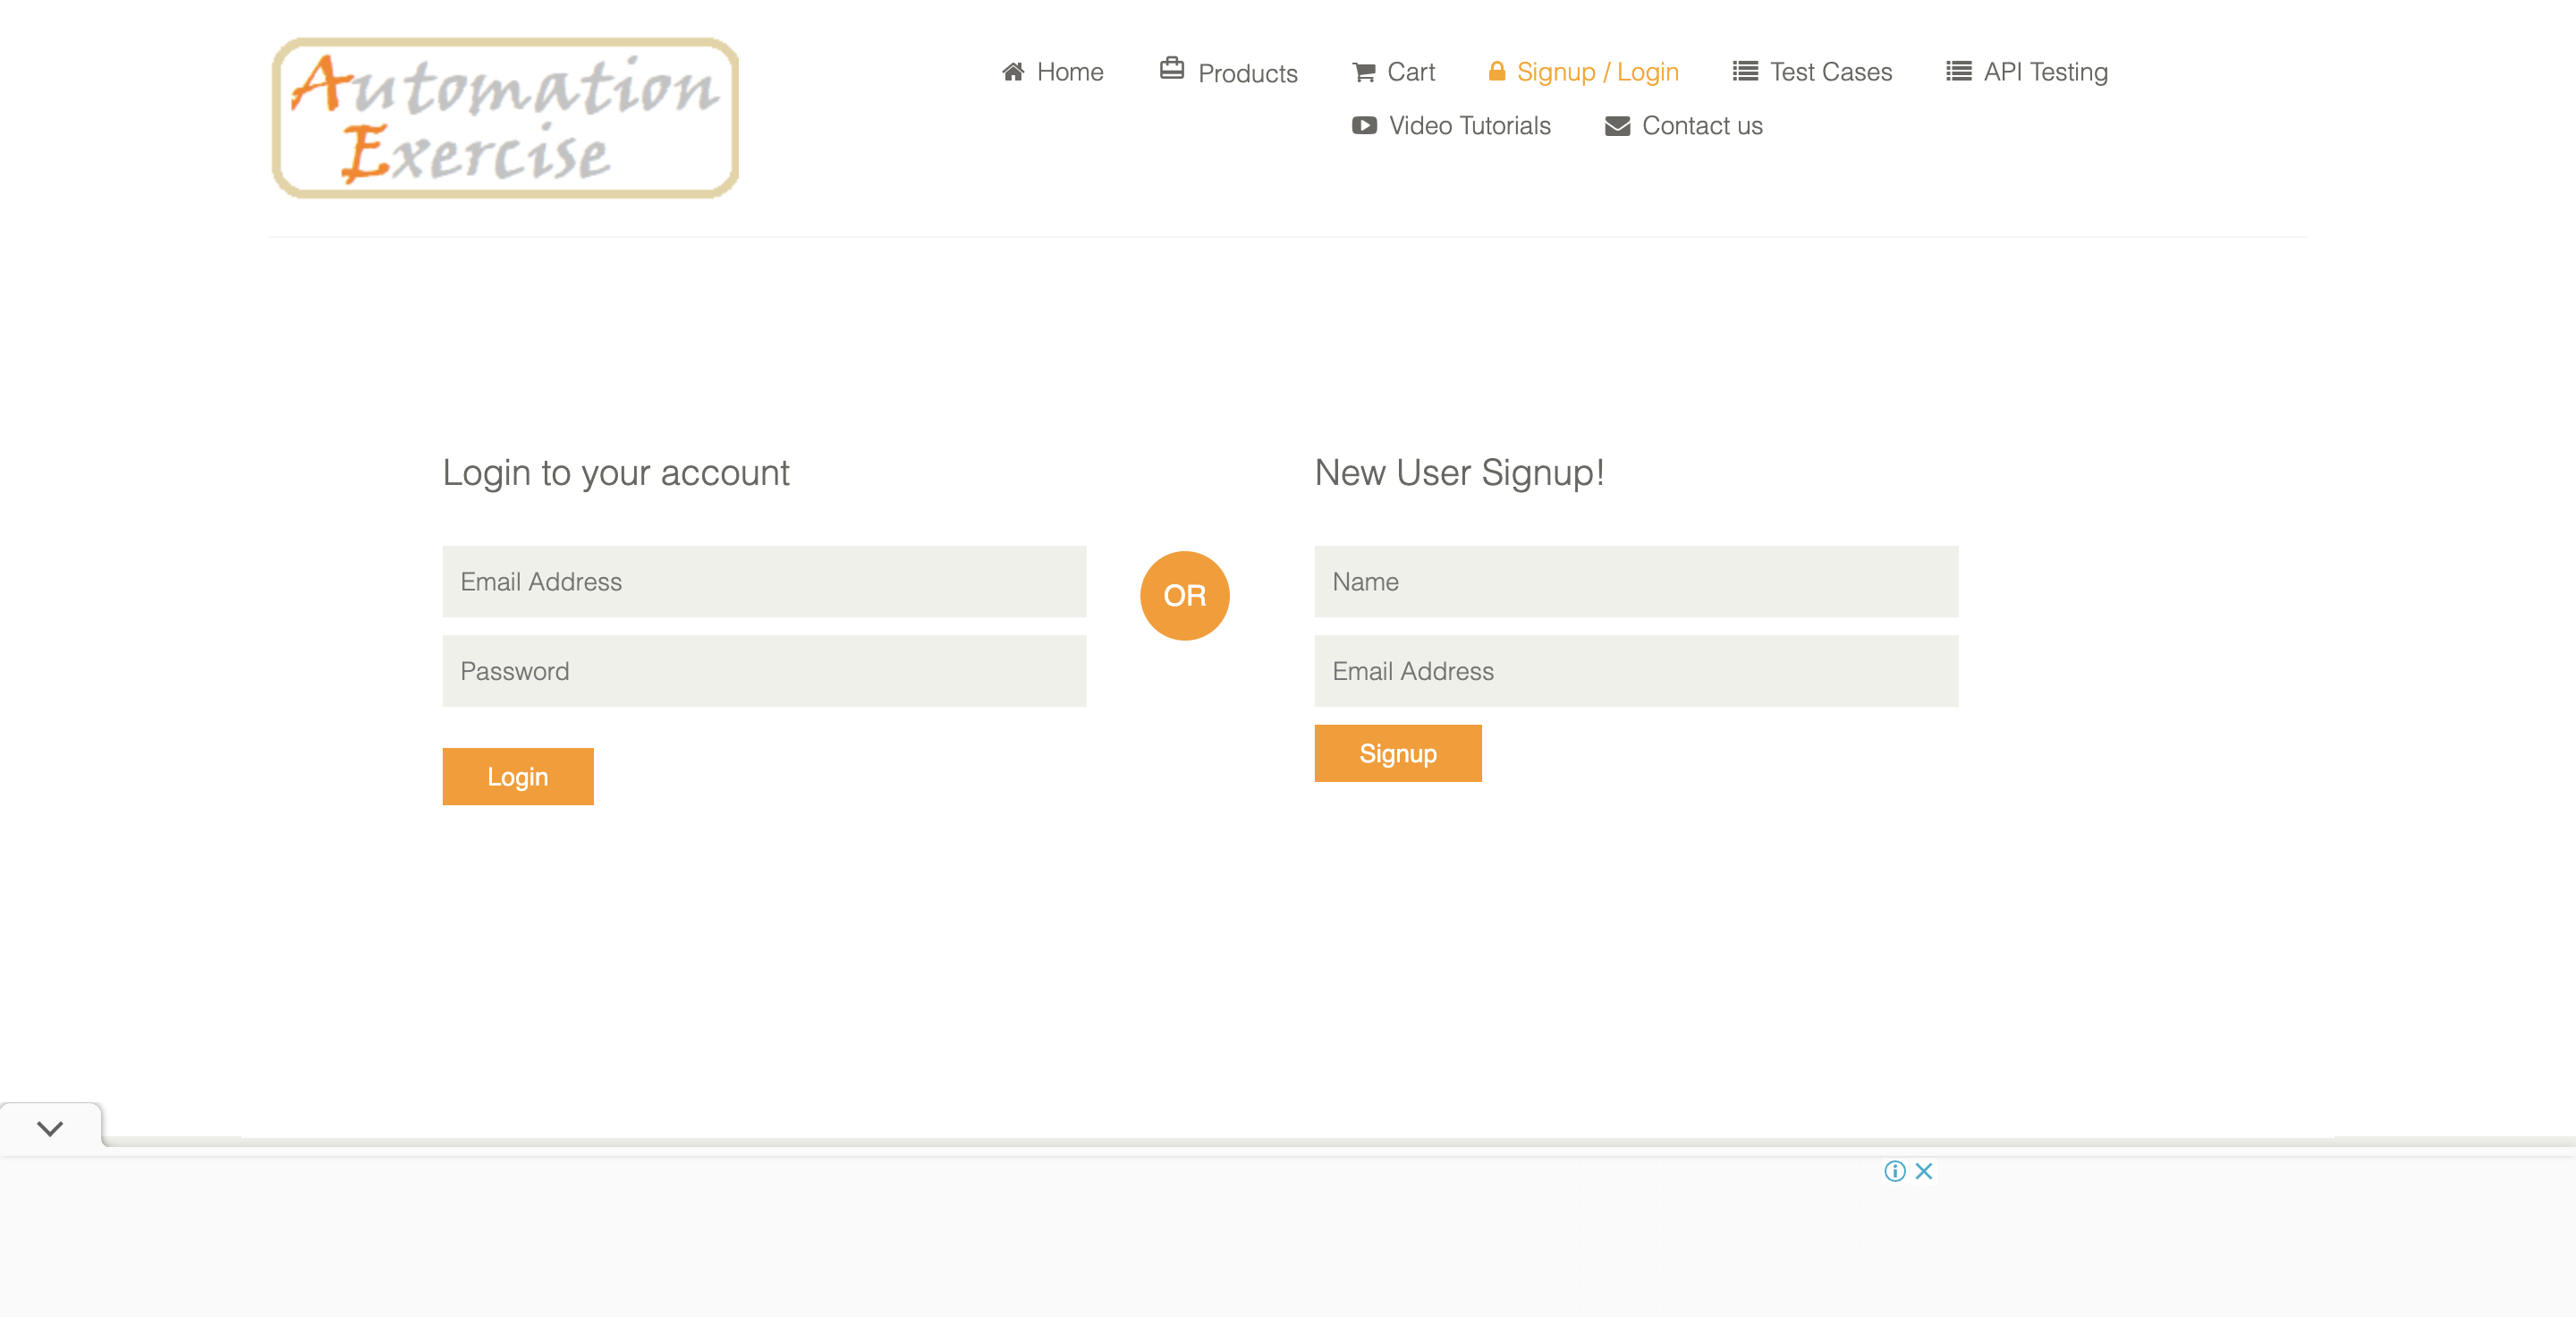 Automation
Exercise
Home Products Cart Signup / Login Test Cases API Testing
Video Tutorials Contact us
Login to your account
Email Address
Password
Login
OR
New User Signup!
Name
Email Address
Signup